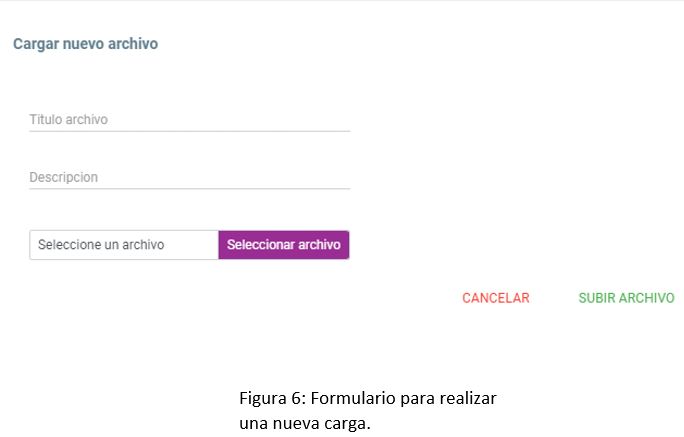 Cargar nuevo archivo
Titulo archivo
Descripcion
Seleccione un archivo Seleccionar archivo
CANCELAR SUBIR ARCHIVO
Figura 6: Formulario para realizar
una nueva carga.